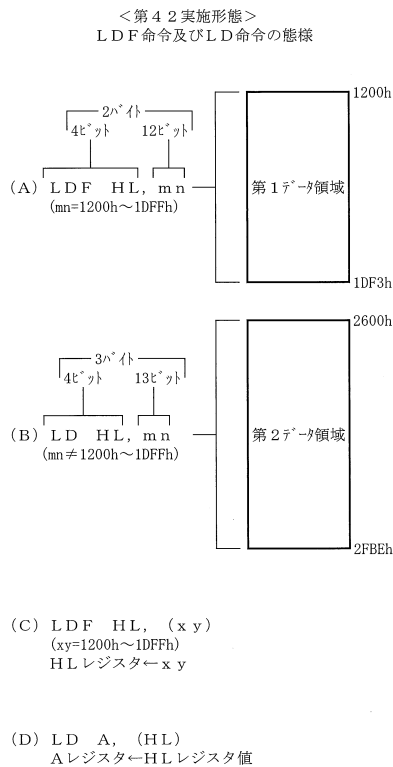 ＜第４２実施形態＞
ＬＤＦ命令及びＬＤ命令の態様
1200h
2ﾊﾞｲﾄ
4ﾋﾞｯﾄ 12ﾋﾞｯﾄ
（Ａ）ＬＤＦ　ＨＬ，ｍｎ
第１ﾃﾞｰﾀ領域
(mn=1200h～1DFFh)
1DF3h
2600h
3ﾊﾞｲﾄ
4ﾋﾞｯﾄ 13ﾋﾞｯﾄ
（Ｂ）ＬＤ　ＨＬ，ｍｎ
第２ﾃﾞｰﾀ領域
(mn≠1200h～1DFFh)
2FBEh
（Ｃ）ＬＤＦ　ＨＬ，（ｘｙ）
(xy=1200h～1DFFh)
ＨＬレジスタ←ｘｙ
（Ｄ）ＬＤ　Ａ，（ＨＬ）
Ａレジスタ←ＨＬレジスタ値